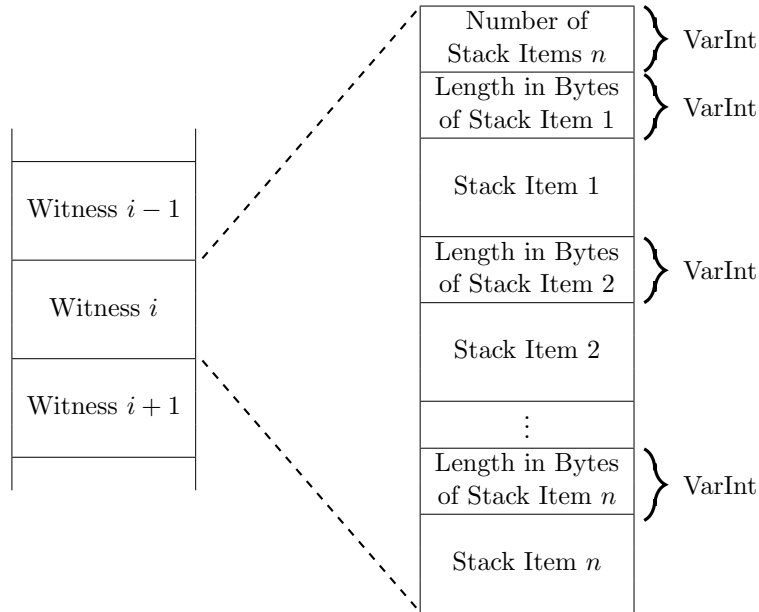 Witness i − 1
Witness i
Witness i + 1
Number of
Stack Items n
VarInt
Length in Bytes
of Stack Item 1
VarInt
Stack Item 1
Length in Bytes
of Stack Item 2
VarInt
Stack Item 2
⋮
Length in Bytes
of Stack Item n
VarInt
Stack Item n